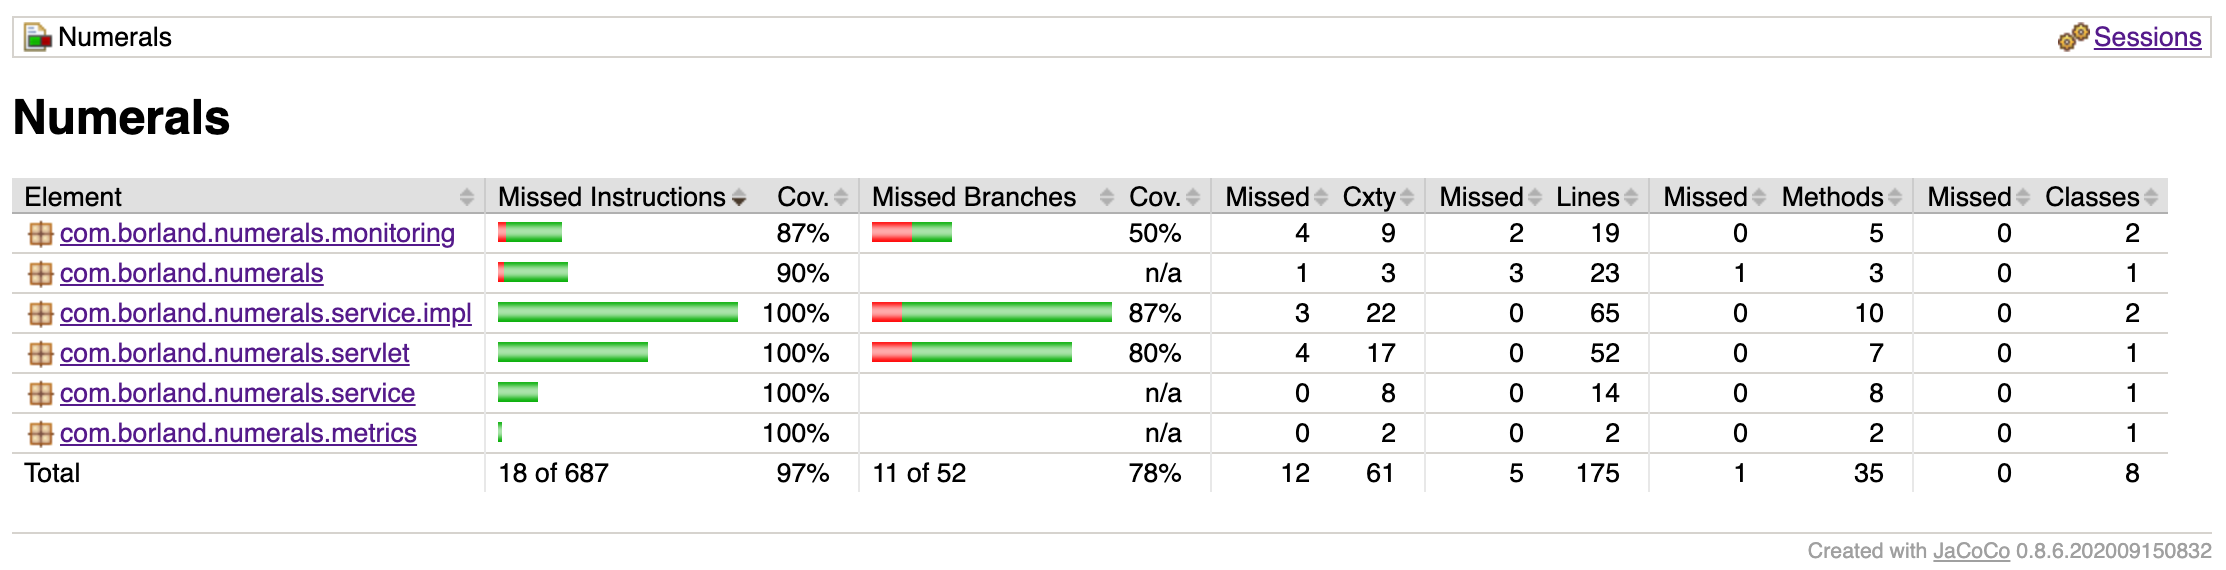 Numerals Sessions
Numerals
Element Missed Instructions Cov. Missed Branches Cov. Missed Cxty Missed Lines Missed Methods Missed Classes
com.borland.numerals.monitoring 87% 50% 4 9 2 19 0 5 0 2
com.borland.numerals 90% n/a 1 3 3 23 1 3 0 1
com.borland.numerals.service.impl 100% 87% 3 22 0 65 0 10 0 2
com.borland.numerals.servlet 100% 80% 4 17 0 52 0 7 0 1
com.borland.numerals.service 100% n/a 0 8 0 14 0 8 0 1
com.borland.numerals.metrics 100% n/a 0 2 0 2 0 2 0 1
Total 18 of 687 97% 11 of 52 78% 12 61 5 175 1 35 0 8
Created with JaCoCo 0.8.6.202009150832